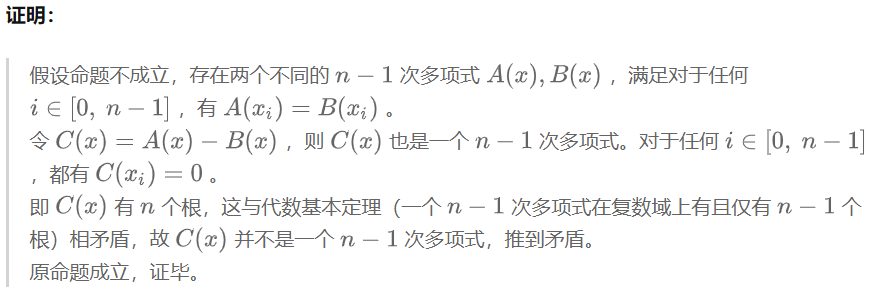 证明：
假设命题不成立，存在两个不同的 n − 1 次多项式 A(x), B(x) ，满足对于任何
i ∈ [0, n − 1] ，有 A(x_i) = B(x_i) 。
令 C(x) = A(x) − B(x) ，则 C(x) 也是一个 n − 1 次多项式。对于任何 i ∈ [0, n − 1]
，都有 C(x_i) = 0 。
即 C(x) 有 n 个根，这与代数基本定理（一个 n − 1 次多项式在复数域上有且仅有 n − 1 个
根）相矛盾，故 C(x) 并不是一个 n − 1 次多项式，推到矛盾。
原命题成立，证毕。